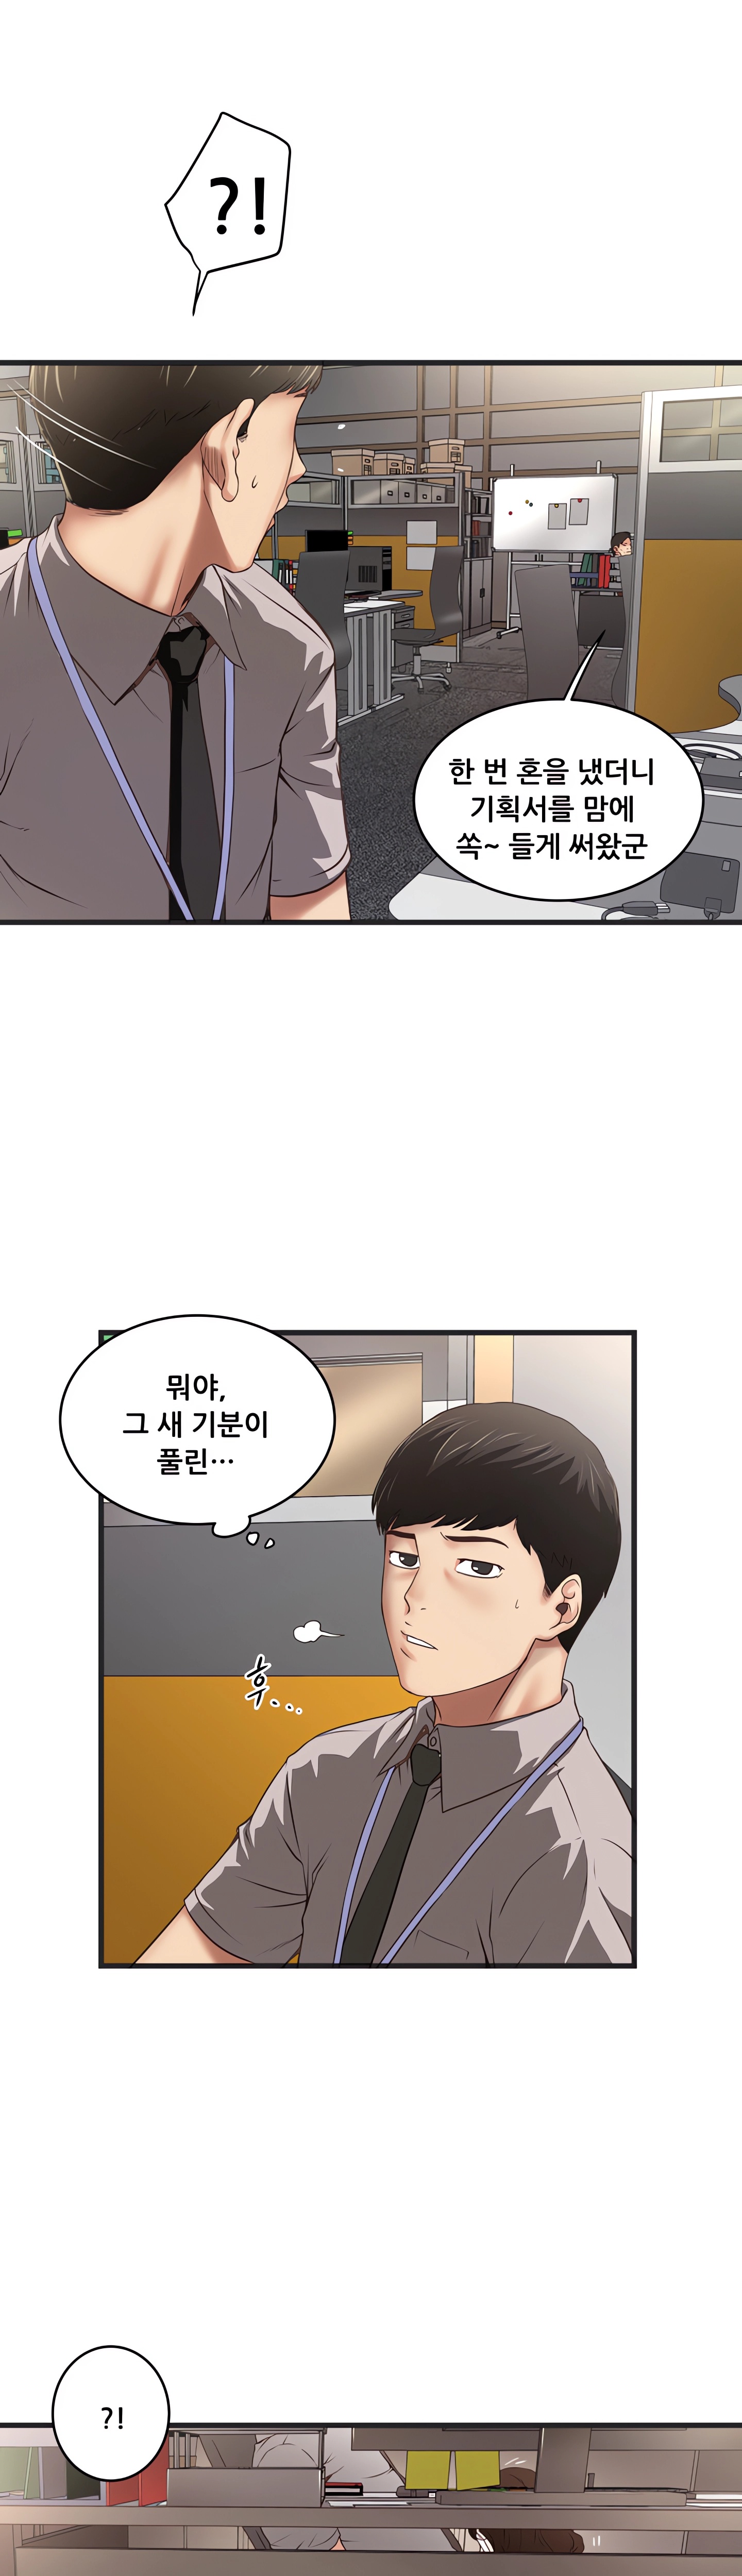 ?!
한 번 혼을 냈더니
기획서를 맘에
쏙~ 들게 써왔군
뭐야,
그 새 기분이
풀린…
후...
?!